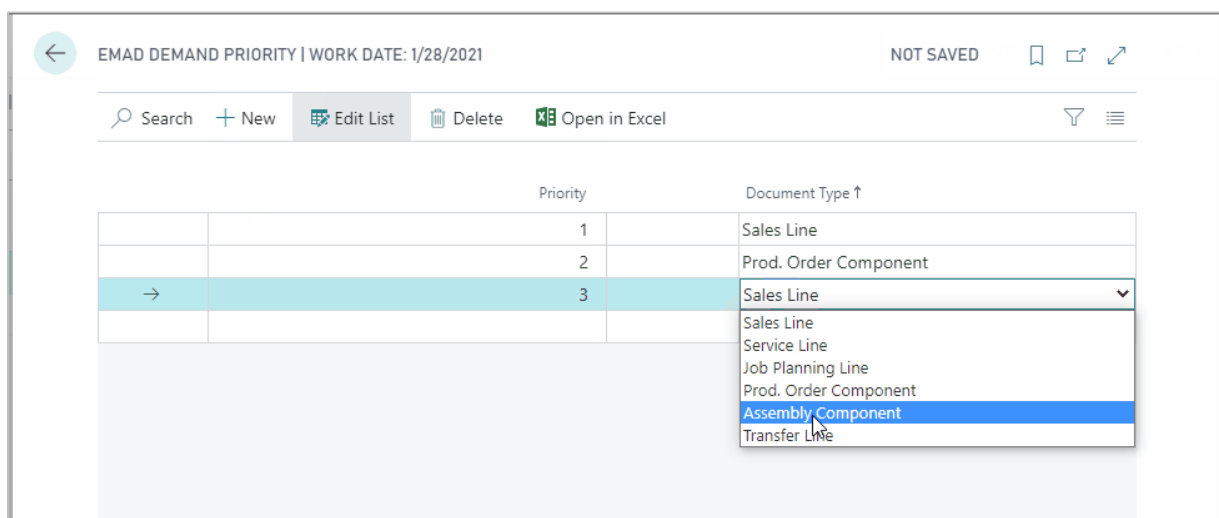 EMAD DEMAND PRIORITY | WORK DATE: 1/28/2021 NOT SAVED
Search New Edit List Delete Open in Excel
Priority Document Type ↑
1 Sales Line
2 Prod. Order Component
3 Sales Line
Sales Line
Service Line
Job Planning Line
Prod. Order Component
Assembly Component
Transfer Line